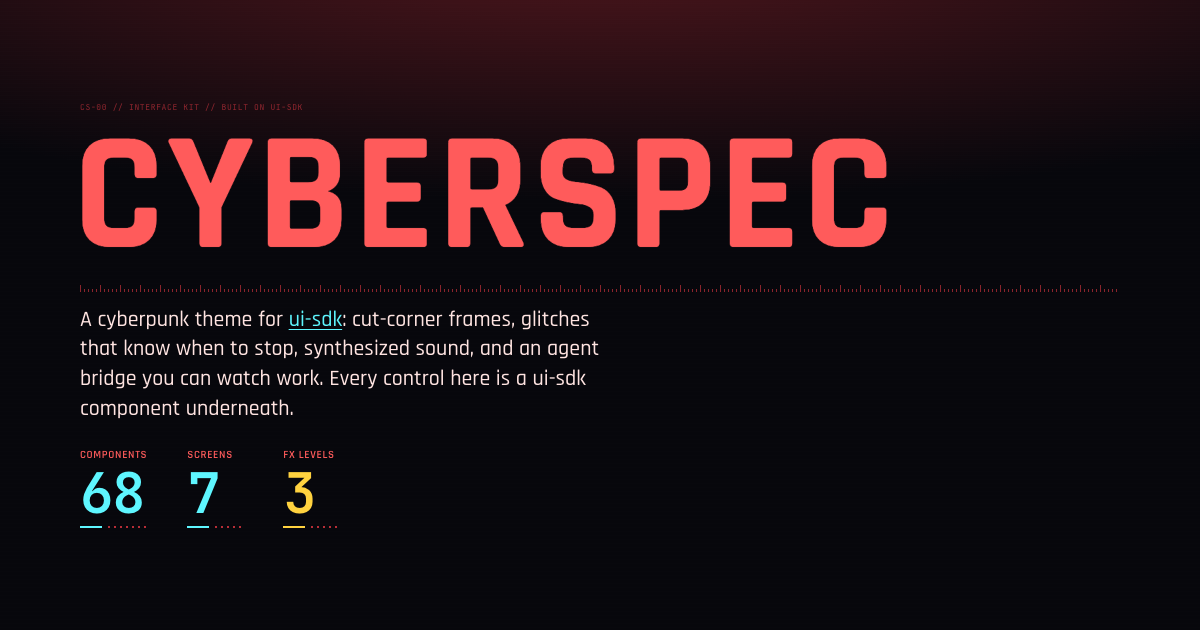 CS-00 // INTERFACE KIT // BUILT ON UI-SDK
CYBERSPEC
A cyberpunk theme for ui-sdk: cut-corner frames, glitches
that know when to stop, synthesized sound, and an agent
bridge you can watch work. Every control here is a ui-sdk
component underneath.
COMPONENTS SCREENS FX LEVELS
68 7 3